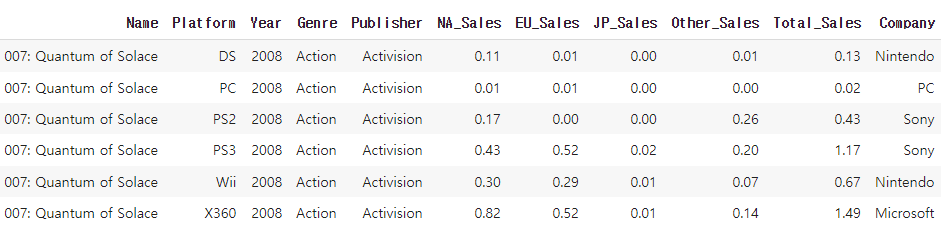 Name Platform Year Genre Publisher NA_Sales EU_Sales JP_Sales Other_Sales Total_Sales Company
007: Quantum of Solace DS 2008 Action Activision 0.11 0.01 0.00 0.01 0.13 Nintendo
007: Quantum of Solace PC 2008 Action Activision 0.01 0.01 0.00 0.00 0.02 PC
007: Quantum of Solace PS2 2008 Action Activision 0.17 0.00 0.00 0.26 0.43 Sony
007: Quantum of Solace PS3 2008 Action Activision 0.43 0.52 0.02 0.20 1.17 Sony
007: Quantum of Solace Wii 2008 Action Activision 0.30 0.29 0.01 0.07 0.67 Nintendo
007: Quantum of Solace X360 2008 Action Activision 0.82 0.52 0.01 0.14 1.49 Microsoft